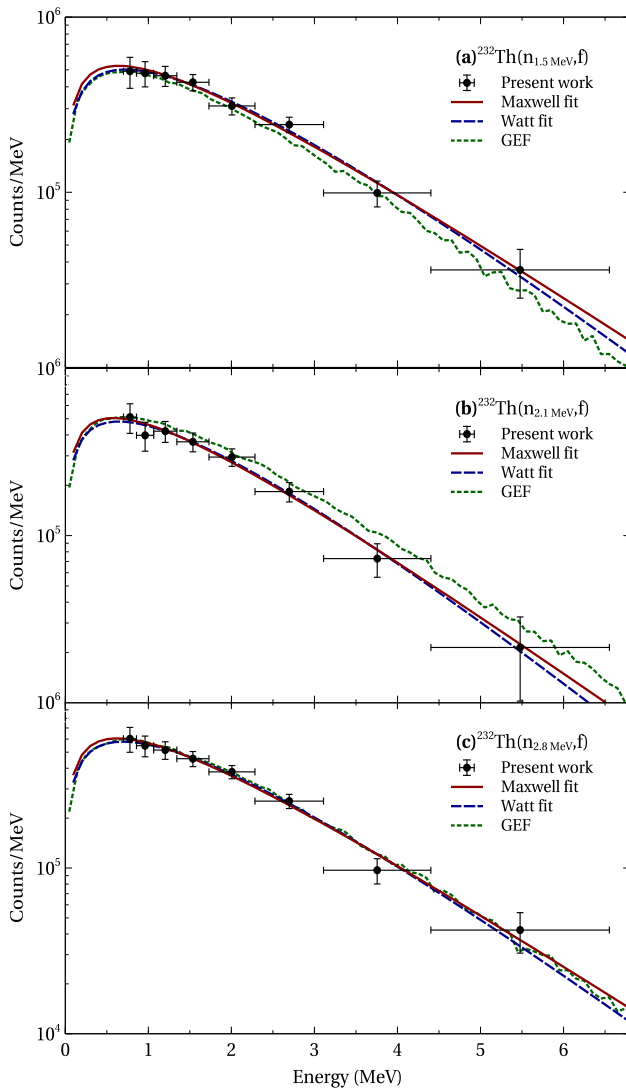 10⁶
(a)²³²Th(n₁.₅ MeV,f)
Present work
Maxwell fit
Watt fit
GEF
Counts/MeV
10⁵
10⁶
(b)²³²Th(n₂.₁ MeV,f)
Present work
Maxwell fit
Watt fit
GEF
Counts/MeV
10⁵
10⁶
(c)²³²Th(n₂.₈ MeV,f)
Present work
Maxwell fit
Watt fit
GEF
Counts/MeV
10⁵
10⁴
0 1 2 3 4 5 6
Energy (MeV)